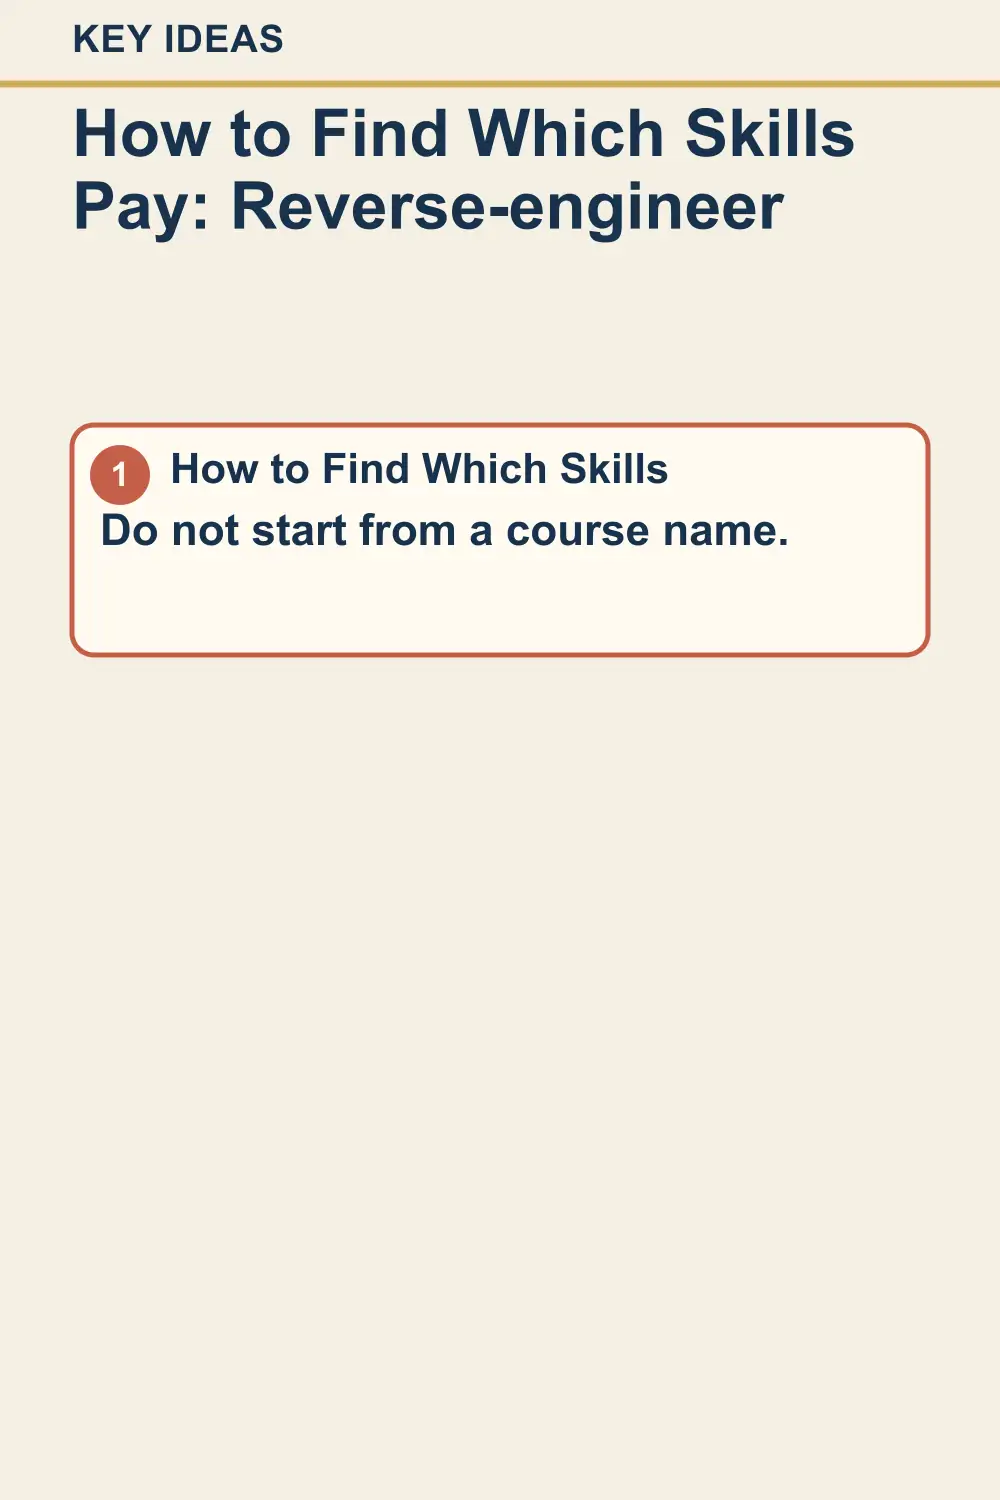 KEY IDEAS
How to Find Which Skills
Pay: Reverse-engineer
1 How to Find Which Skills
Do not start from a course name.